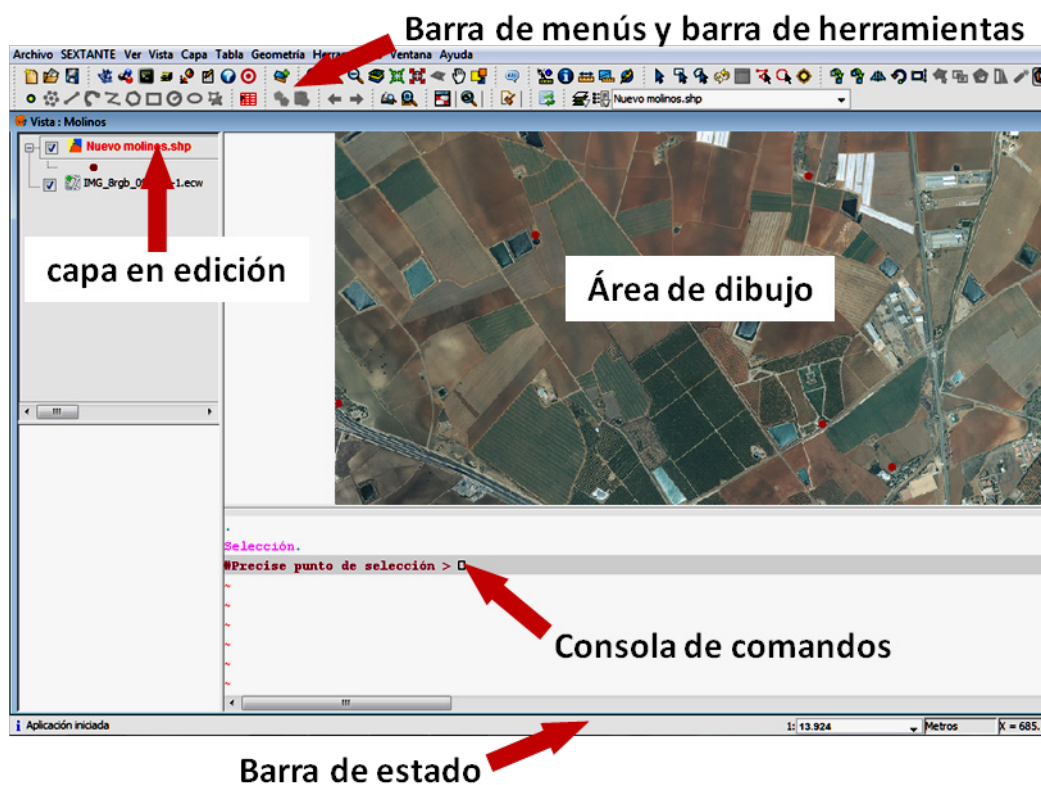 Barra de menús y barra de herramientas
Archivo SEXTANTE Ver Vista Capa Tabla Geometría Ventana Ayuda
Nuevo molinos.shp
Vista : Molinos
Nuevo molinos.shp
capa en edición
Área de dibujo
.
Selección.
#Precise punto de selección >
~
~
~
~
~
~
Consola de comandos
Aplicación iniciada 1: 13.924 Metros X = 685.
Barra de estado